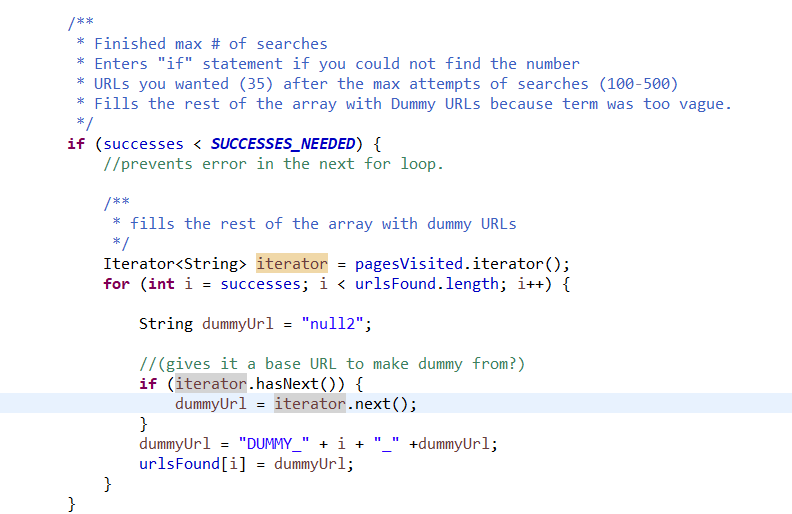 /**
 * Finished max # of searches
 * Enters "if" statement if you could not find the number
 * URLs you wanted (35) after the max attempts of searches (100-500)
 * Fills the rest of the array with Dummy URLs because term was too vague.
 */
if (successes < SUCCESSES_NEEDED) {
    //prevents error in the next for loop.

    /**
     * fills the rest of the array with dummy URLs
     */
    Iterator<String> iterator = pagesVisited.iterator();
    for (int i = successes; i < urlsFound.length; i++) {

        String dummyUrl = "null2";

        //(gives it a base URL to make dummy from?)
        if (iterator.hasNext()) {
            dummyUrl = iterator.next();
        }
        dummyUrl = "DUMMY_" + i + "_" +dummyUrl;
        urlsFound[i] = dummyUrl;
    }
}